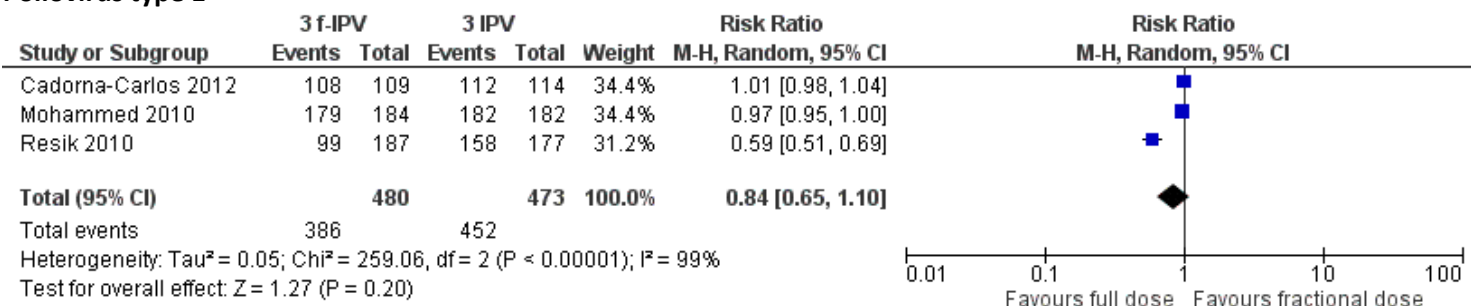 3 f-IPV 3 IPV Risk Ratio Risk Ratio
Study or Subgroup Events Total Events Total Weight M-H, Random, 95% CI M-H, Random, 95% CI
Cadorna-Carlos 2012 108 109 112 114 34.4% 1.01 [0.98, 1.04]
Mohammed 2010 179 184 182 182 34.4% 0.97 [0.95, 1.00]
Resik 2010 99 187 158 177 31.2% 0.59 [0.51, 0.69]
Total (95% CI) 480 473 100.0% 0.84 [0.65, 1.10]
Total events 386 452
Heterogeneity: Tau² = 0.05; Chi² = 259.06, df = 2 (P < 0.00001); I² = 99%
Test for overall effect: Z = 1.27 (P = 0.20)
0.01 0.1 1 10 100
Favours full dose Favours fractional dose